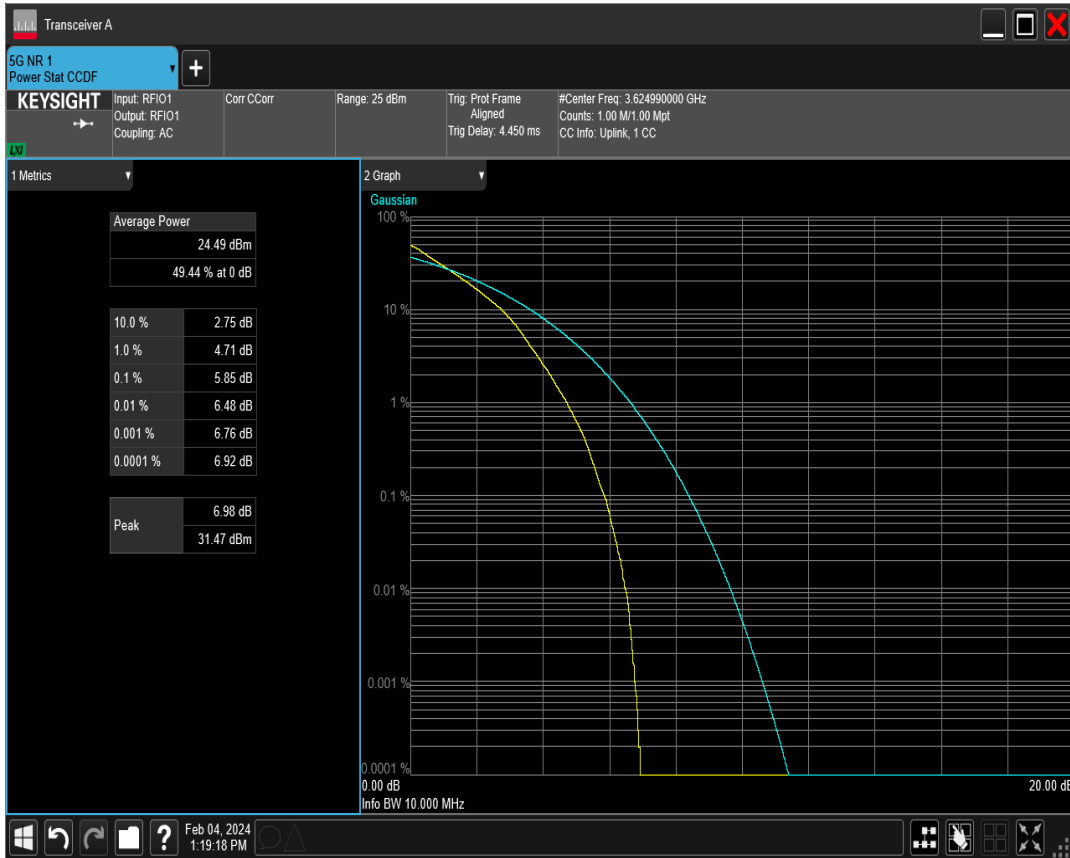 Transceiver A
5G NR 1
Power Stat CCDF
+
KEYSIGHT
LXI
Input: RFIO1
Output: RFIO1
Coupling: AC
Corr CCorr
Range: 25 dBm
Trig: Prot Frame
Aligned
Trig Delay: 4.450 ms
#Center Freq: 3.624990000 GHz
Counts: 1.00 M/1.00 Mpt
CC Info: Uplink, 1 CC
1 Metrics
Average Power
24.49 dBm
49.44 % at 0 dB
10.0 % 2.75 dB
1.0 % 4.71 dB
0.1 % 5.85 dB
0.01 % 6.48 dB
0.001 % 6.76 dB
0.0001 % 6.92 dB
Peak
6.98 dB
31.47 dBm
2 Graph
Gaussian
100 %
10 %
1 %
0.1 %
0.01 %
0.001 %
0.0001 %
0.00 dB 20.00 dB
Info BW 10.000 MHz
?
Feb 04, 2024
1:19:18 PM